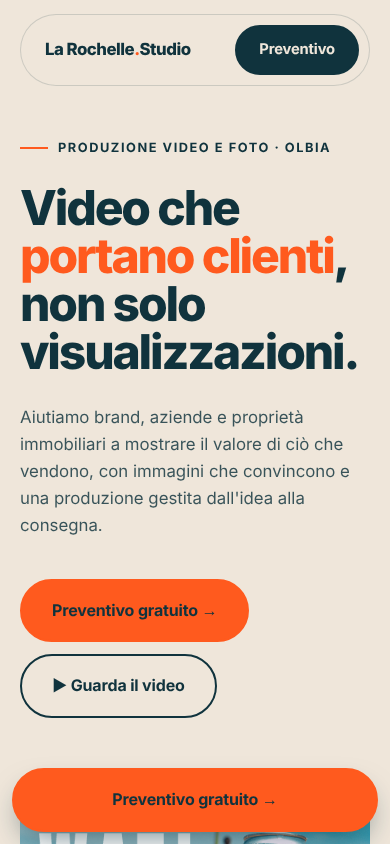 La Rochelle.Studio
Preventivo
PRODUZIONE VIDEO E FOTO · OLBIA
Video che
portano clienti,
non solo
visualizzazioni.
Aiutiamo brand, aziende e proprietà
immobiliari a mostrare il valore di ciò che
vendono, con immagini che convincono e
una produzione gestita dall'idea alla
consegna.
Preventivo gratuito →
▶ Guarda il video
Preventivo gratuito →